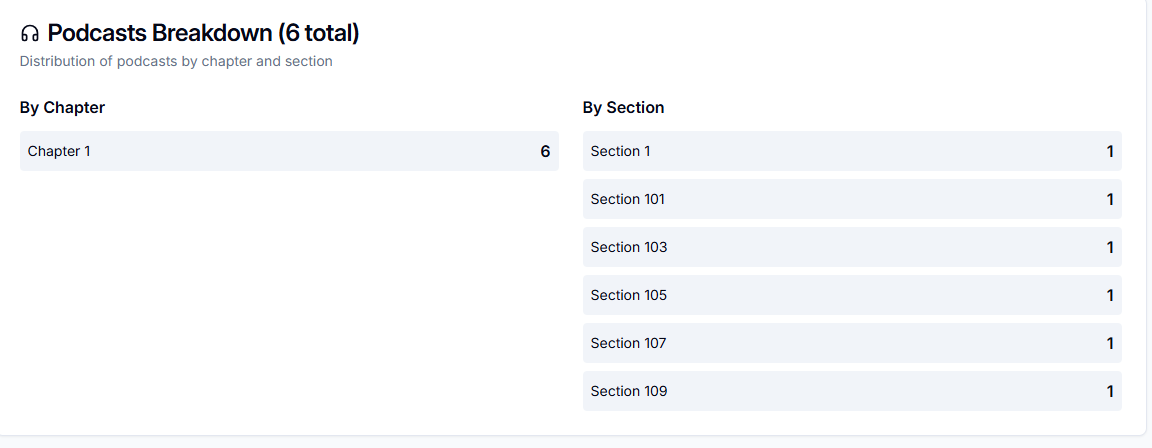 Podcasts Breakdown (6 total)
Distribution of podcasts by chapter and section
By Chapter
Chapter 1 6
By Section
Section 1 1
Section 101 1
Section 103 1
Section 105 1
Section 107 1
Section 109 1